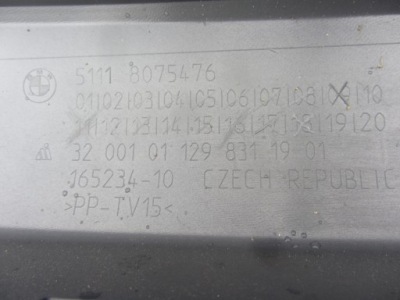 5111 8075476
01|02|03|04|05|06|07|08|09|10
11|12|13|14|15|16|17|18|19|20
32 001 01 129 831 19 01
165234-10 CZECH REPUBLIC
>PP-TV15<